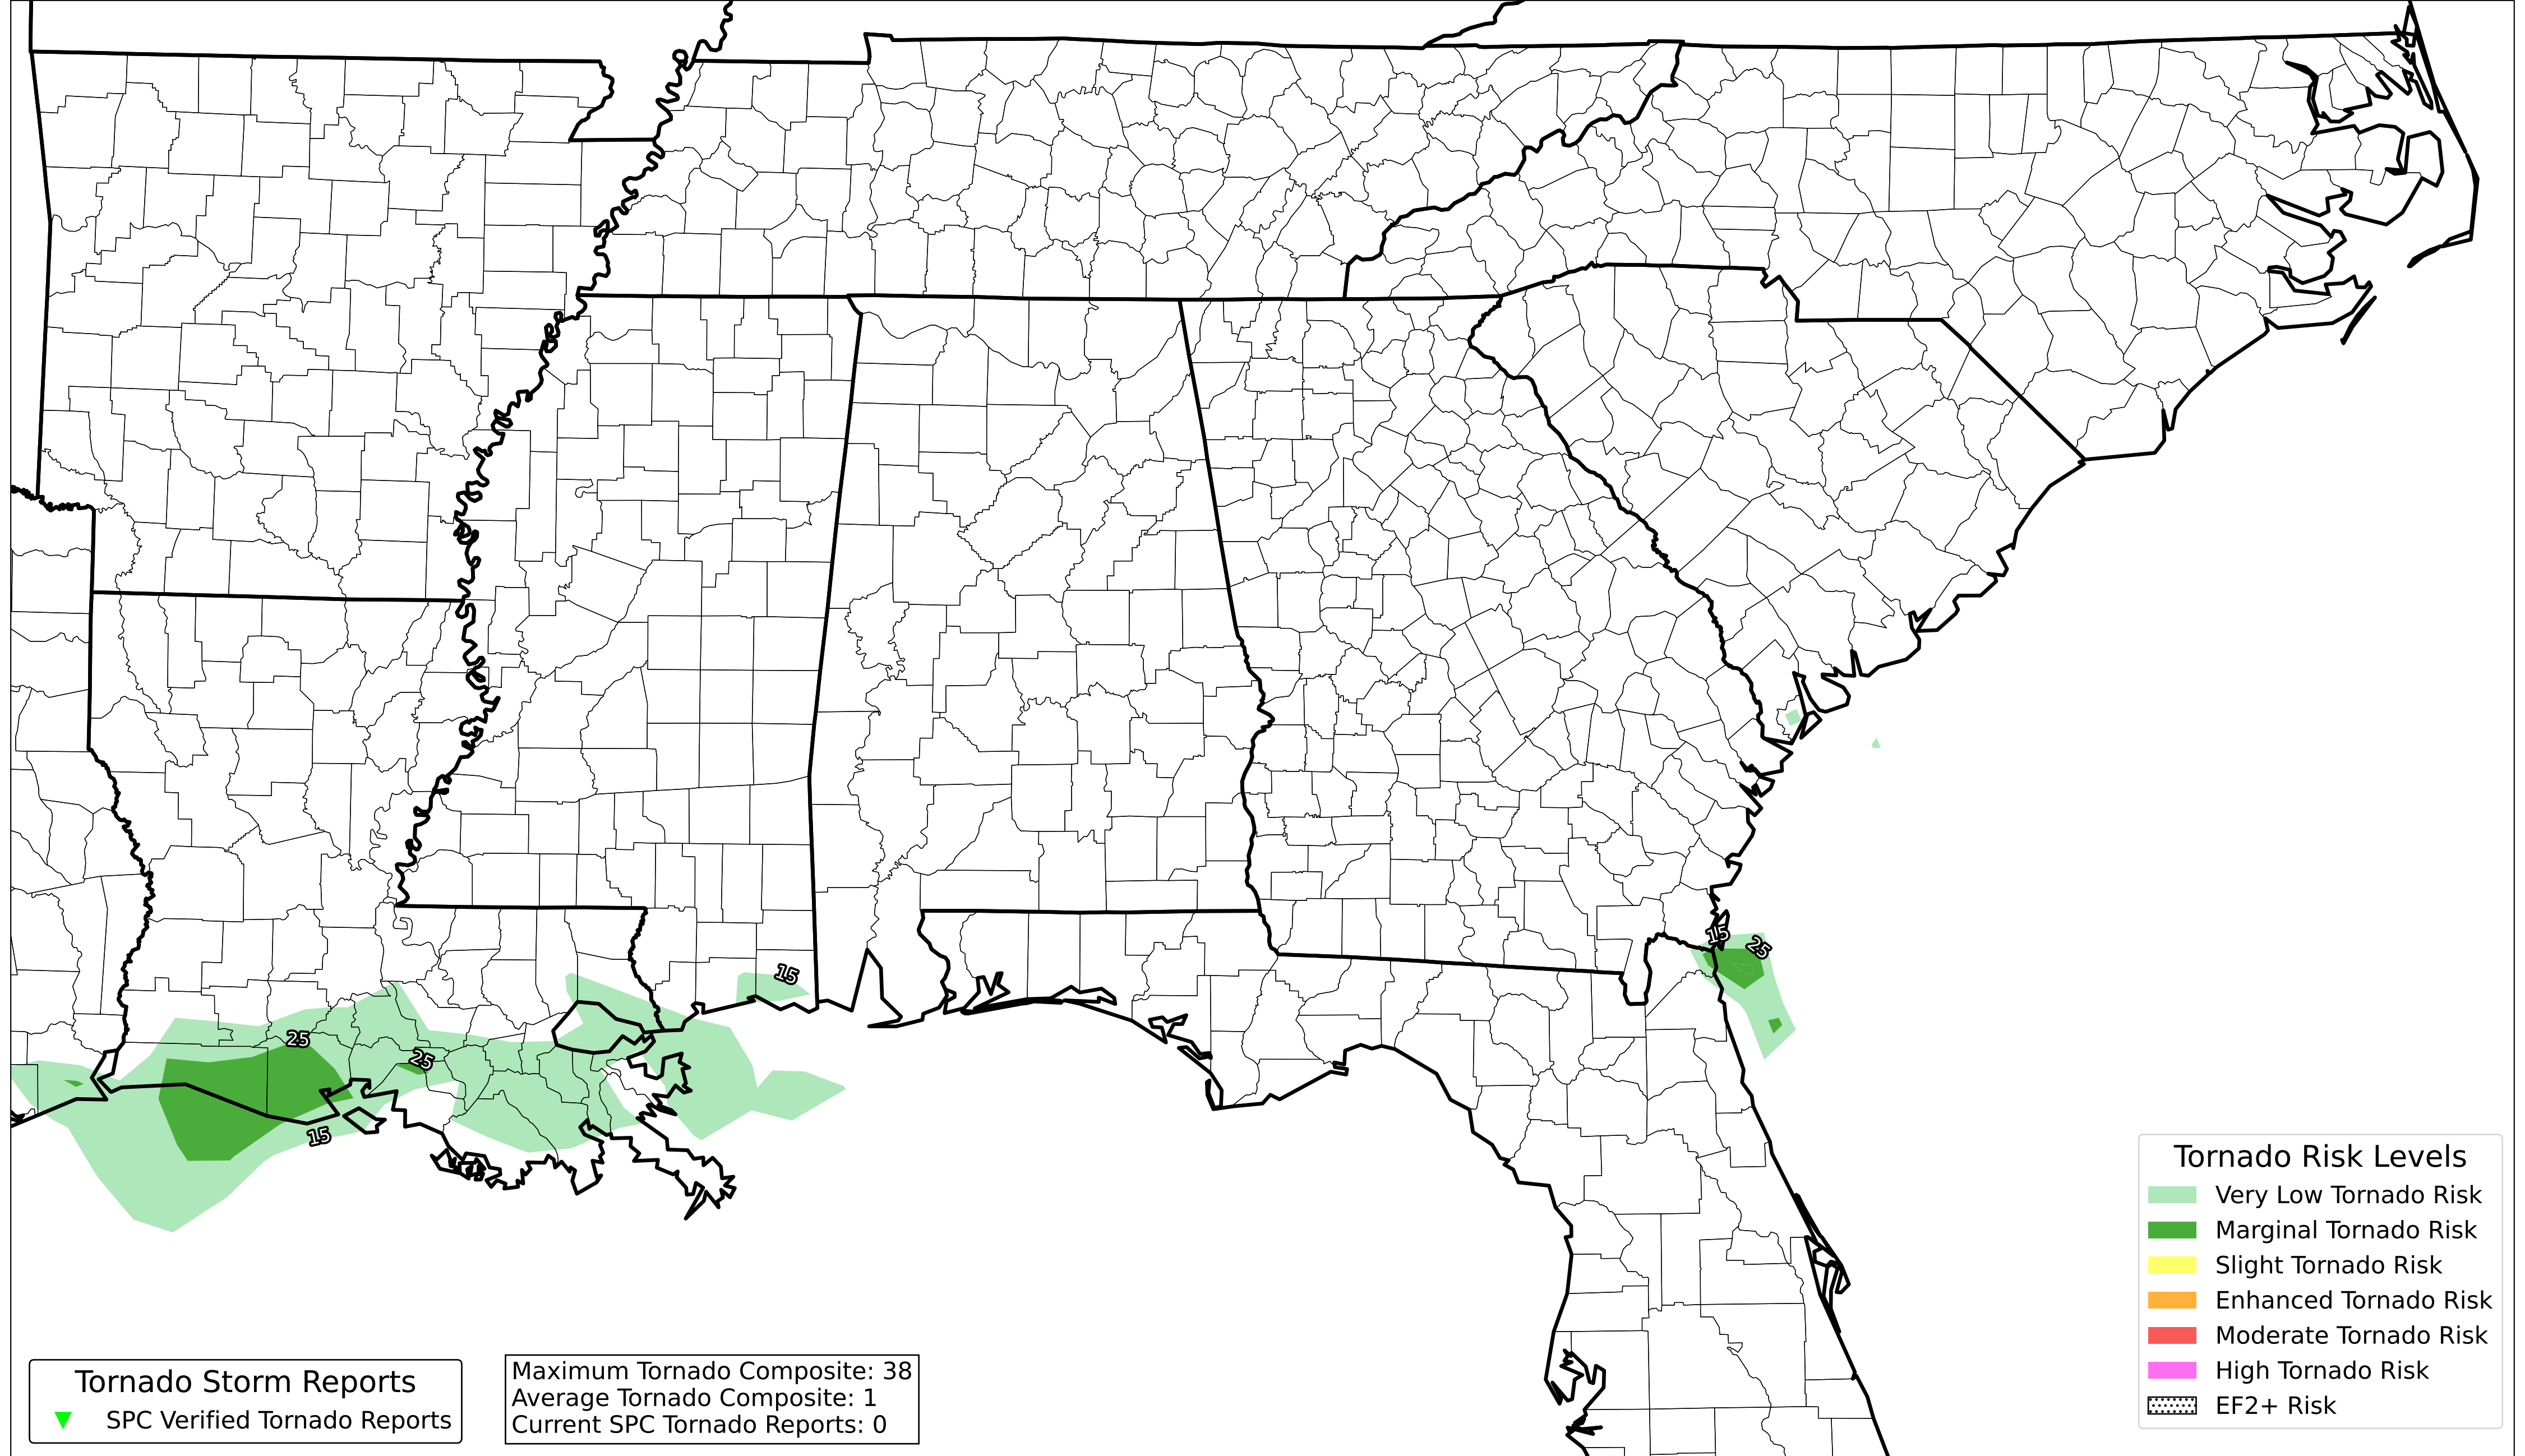 15
15
25
25
25
15
Tornado Risk Levels
Very Low Tornado Risk
Marginal Tornado Risk
Slight Tornado Risk
Enhanced Tornado Risk
Moderate Tornado Risk
High Tornado Risk
EF2+ Risk
Tornado Storm Reports
SPC Verified Tornado Reports
Maximum Tornado Composite: 38
Average Tornado Composite: 1
Current SPC Tornado Reports: 0